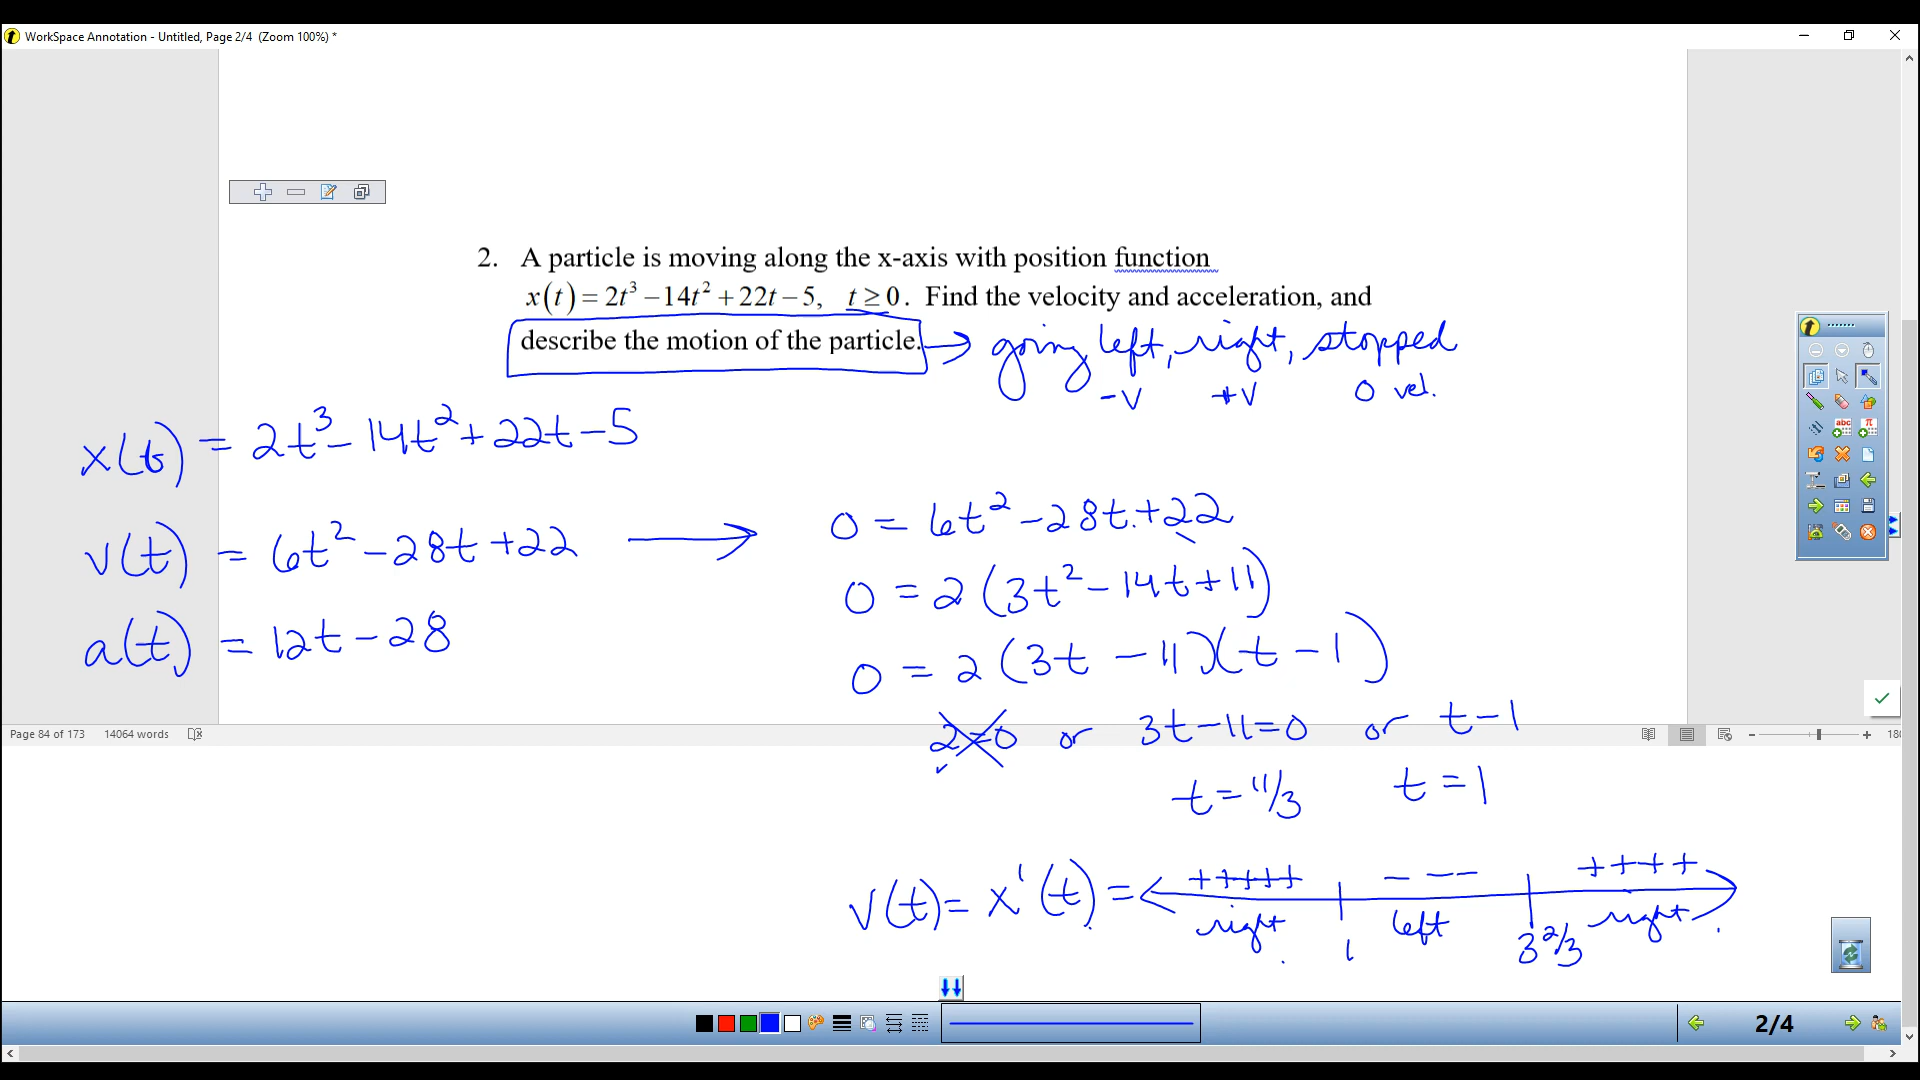 WorkSpace Annotation - Untitled, Page 2/4 (Zoom 100%) *
2. A particle is moving along the x-axis with position function
x(t) = 2t³ − 14t² + 22t − 5, t ≥ 0. Find the velocity and acceleration, and
describe the motion of the particle. → going left, right, stopped
−V +V 0 vel.
x(t) = 2t³ − 14t² + 22t − 5
v(t) = 6t² − 28t + 22 →
a(t) = 12t − 28
0 = 6t² − 28t + 22
0 = 2(3t² − 14t + 11)
0 = 2(3t − 11)(t − 1)
2=0 or 3t − 11 = 0 or t − 1
t = 11/3 t = 1
v(t) = x'(t) = +++++ − − − ++++
right left right
1 3 2/3
Page 84 of 173 14064 words
abc π
2/4